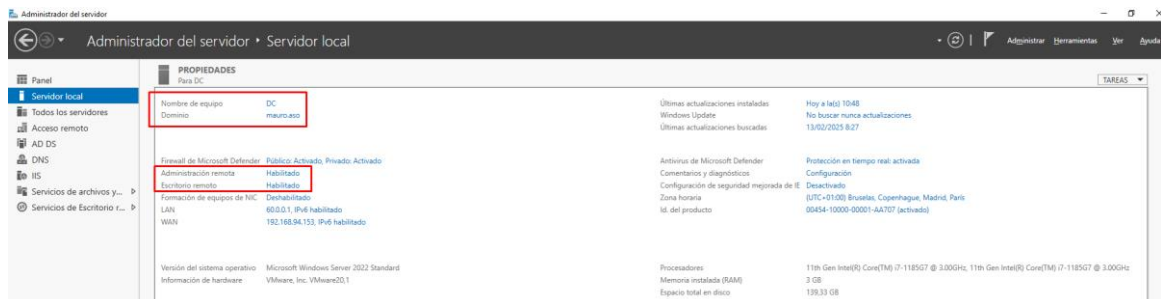 Administrador del servidor
Administrador del servidor • Servidor local
Administrar Herramientas Ver Ayuda
Panel
Servidor local
Todos los servidores
Acceso remoto
AD DS
DNS
IIS
Servicios de archivos y...
Servicios de Escritorio r...
PROPIEDADES
Para DC
TAREAS
Nombre de equipo DC
Dominio mauro.aso
Últimas actualizaciones instaladas Hoy a la(s) 10:48
Windows Update No buscar nunca actualizaciones
Últimas actualizaciones buscadas 13/02/2025 8:27
Firewall de Microsoft Defender Público: Activado, Privado: Activado
Administración remota Habilitado
Escritorio remoto Habilitado
Formación de equipos de NIC Deshabilitado
LAN 60.0.0.1, IPv6 habilitado
WAN 192.168.94.153, IPv6 habilitado
Antivirus de Microsoft Defender Protección en tiempo real: activada
Comentarios y diagnósticos Configuración
Configuración de seguridad mejorada de IE Desactivado
Zona horaria (UTC+01:00) Bruselas, Copenhague, Madrid, París
Id. del producto 00454-10000-00001-AA707 (activado)
Versión del sistema operativo Microsoft Windows Server 2022 Standard
Información de hardware VMware, Inc. VMware20,1
Procesadores 11th Gen Intel(R) Core(TM) i7-1185G7 @ 3.00GHz, 11th Gen Intel(R) Core(TM) i7-1185G7 @ 3.00GHz
Memoria instalada (RAM) 3 GB
Espacio total en disco 139,33 GB